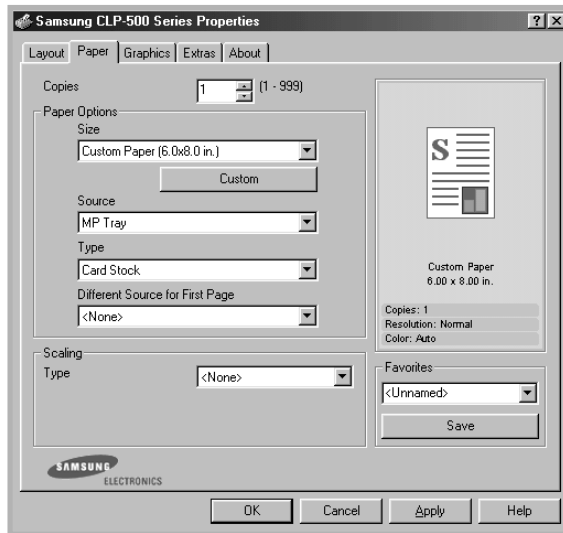 Samsung CLP-500 Series Properties
Layout Paper Graphics Extras About
Copies 1 (1 - 999)
Paper Options
Size
Custom Paper (6.0x8.0 in.)
Custom
Source
MP Tray
Type
Card Stock
Different Source for First Page
<None>
Scaling
Type <None>
S
Custom Paper
6.00 x 8.00 in.
Copies: 1
Resolution: Normal
Color: Auto
Favorites
<Unnamed>
Save
SAMSUNG
ELECTRONICS
OK Cancel Apply Help